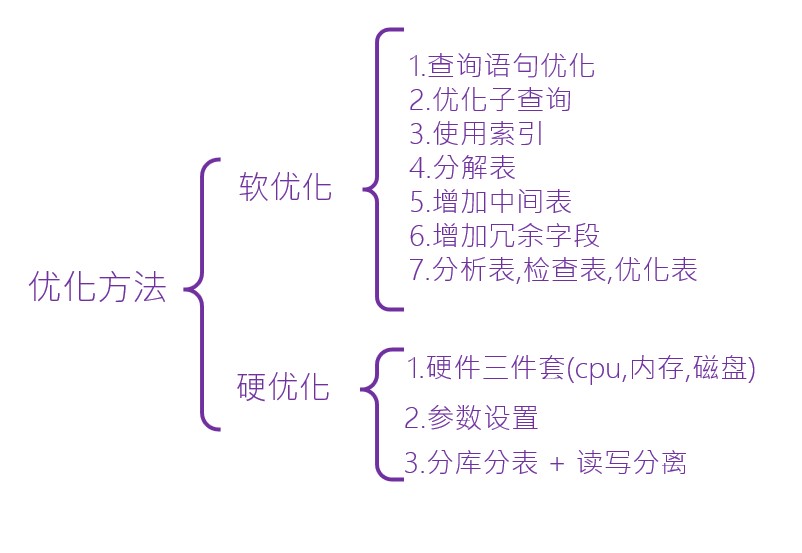 优化方法
软优化
1.查询语句优化
2.优化子查询
3.使用索引
4.分解表
5.增加中间表
6.增加冗余字段
7.分析表,检查表,优化表
硬优化
1.硬件三件套(cpu,内存,磁盘)
2.参数设置
3.分库分表 + 读写分离